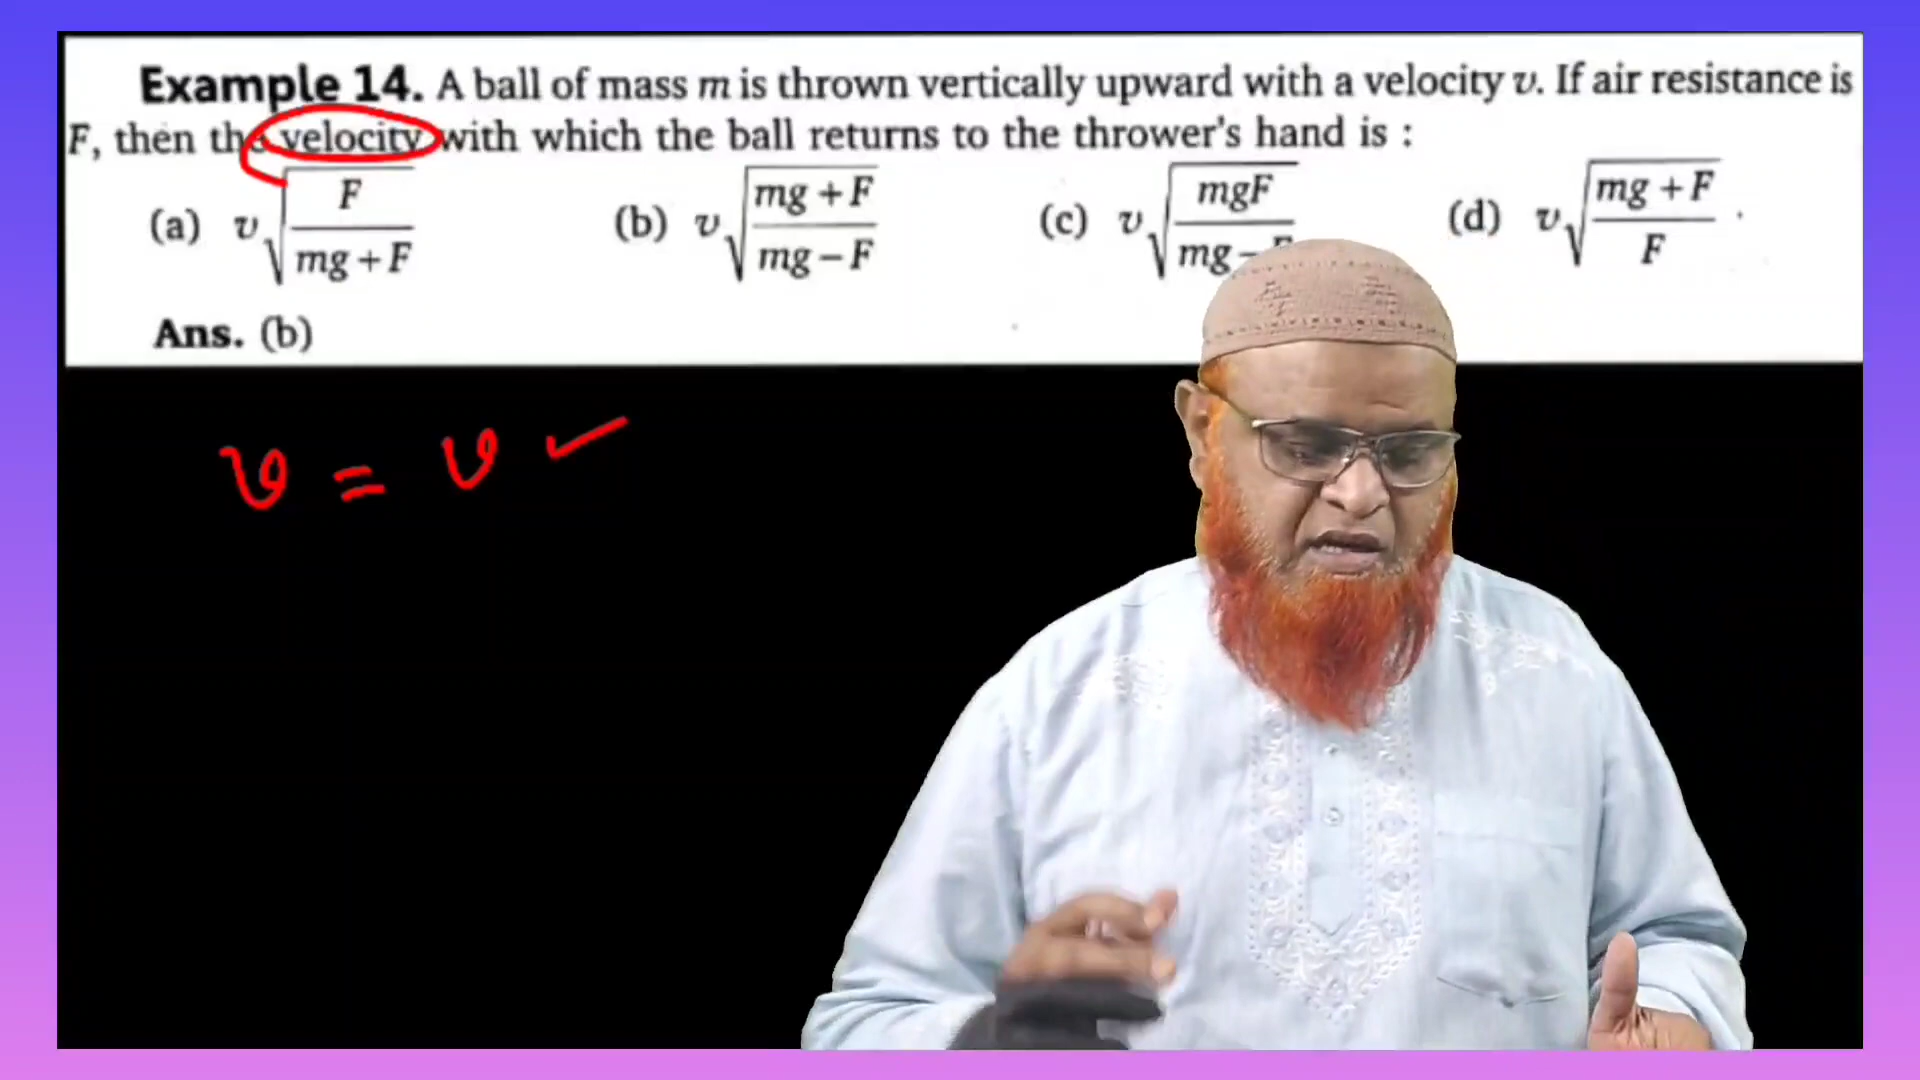 Example 14. A ball of mass m is thrown vertically upward with a velocity v. If air resistance is
F, then the velocity with which the ball returns to the thrower's hand is :
(a) v√(F/(mg + F)) (b) v√((mg + F)/(mg – F)) (c) v√(mgF/(mg – F)) (d) v√((mg + F)/F)
Ans. (b)
v = v